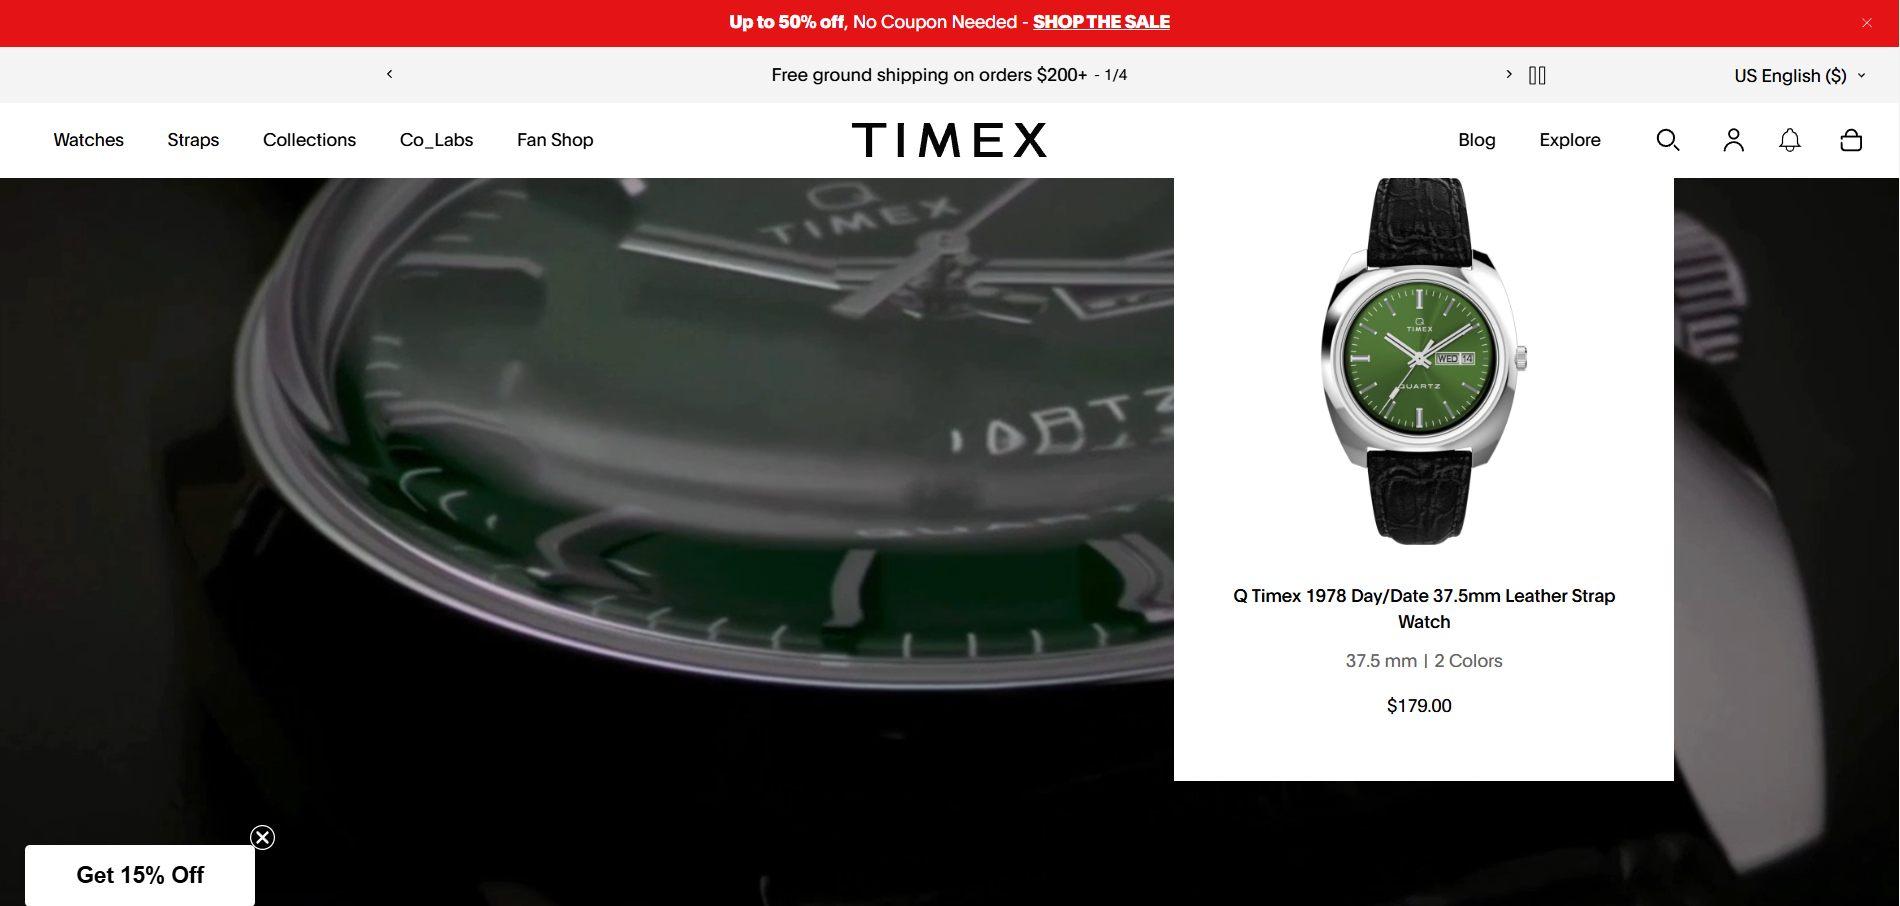 Up to 50% off, No Coupon Needed - SHOP THE SALE
Free ground shipping on orders $200+ - 1/4
US English ($)
Watches
Straps
Collections
Co_Labs
Fan Shop
TIMEX
Blog
Explore
Q
TIMEX
Q
TIMEX
WED 14
QUARTZ
Q Timex 1978 Day/Date 37.5mm Leather Strap
Watch
37.5 mm | 2 Colors
$179.00
Get 15% Off